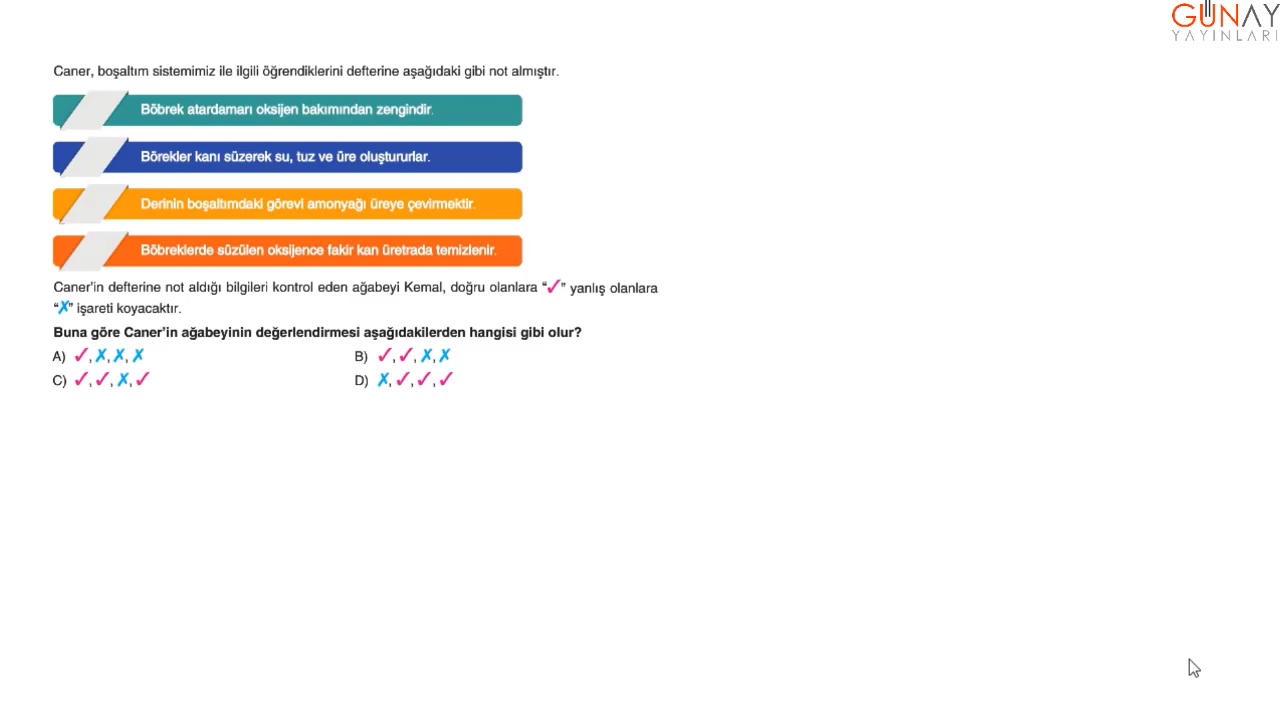 GÜNAY
YAYINLARI
Caner, boşaltım sistemimiz ile ilgili öğrendiklerini defterine aşağıdaki gibi not almıştır.
Böbrek atardamarı oksijen bakımından zengindir.
Börekler kanı süzerek su, tuz ve üre oluştururlar.
Derinin boşaltımdaki görevi amonyağı üreye çevirmektir.
Böbreklerde süzülen oksijence fakir kan üretrada temizlenir.
Caner'in defterine not aldığı bilgileri kontrol eden ağabeyi Kemal, doğru olanlara "✓" yanlış olanlara
"✗" işareti koyacaktır.
Buna göre Caner'in ağabeyinin değerlendirmesi aşağıdakilerden hangisi gibi olur?
A) ✓, ✗, ✗, ✗ B) ✓, ✓, ✗, ✗
C) ✓, ✓, ✗, ✓ D) ✗, ✓, ✓, ✓